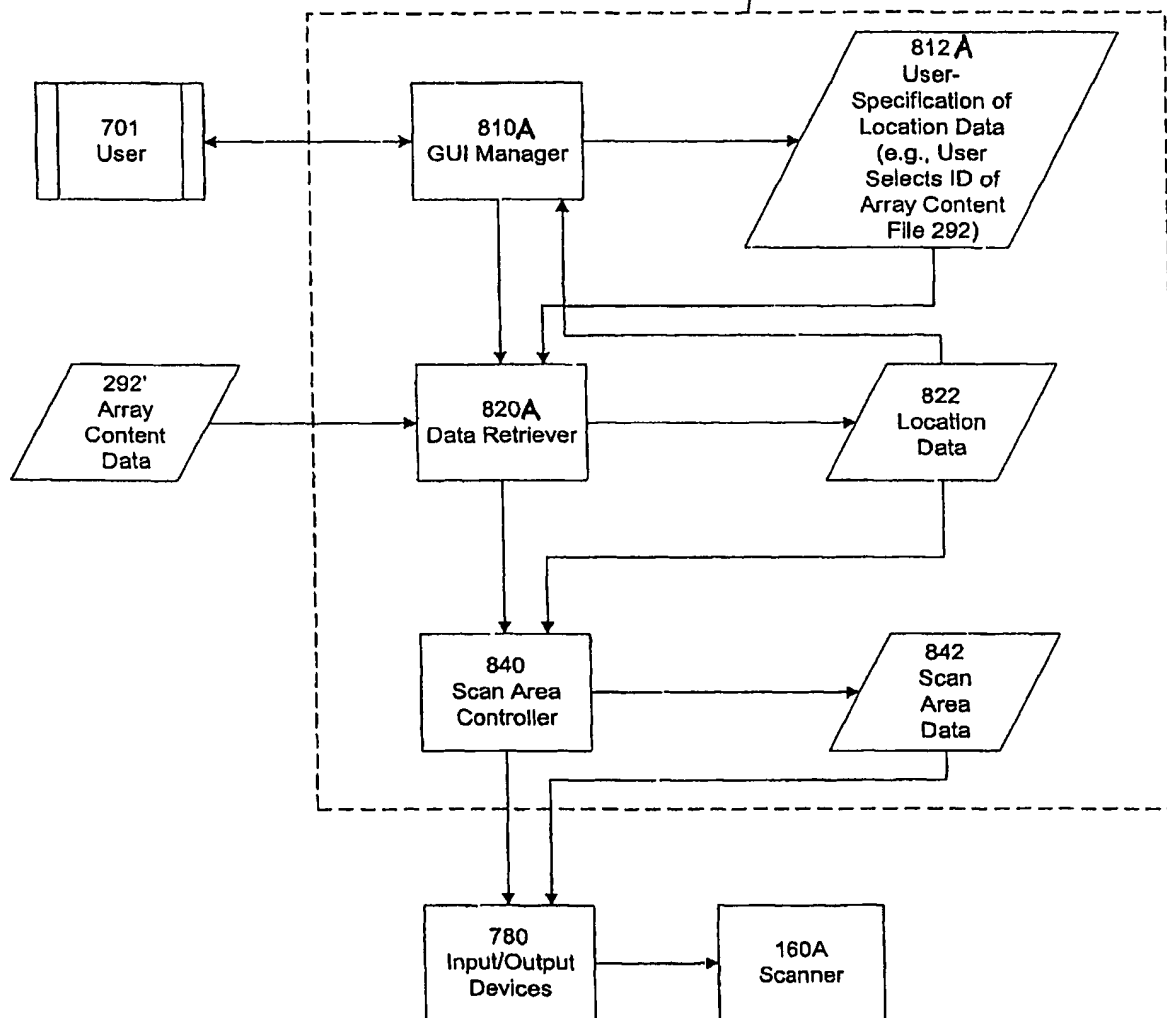 701
User
810A
GUI Manager
812A
User-
Specification of
Location Data
(e.g., User
Selects ID of
Array Content
File 292)
292'
Array
Content
Data
820A
Data Retriever
822
Location
Data
840
Scan Area
Controller
842
Scan
Area
Data
780
Input/Output
Devices
160A
Scanner